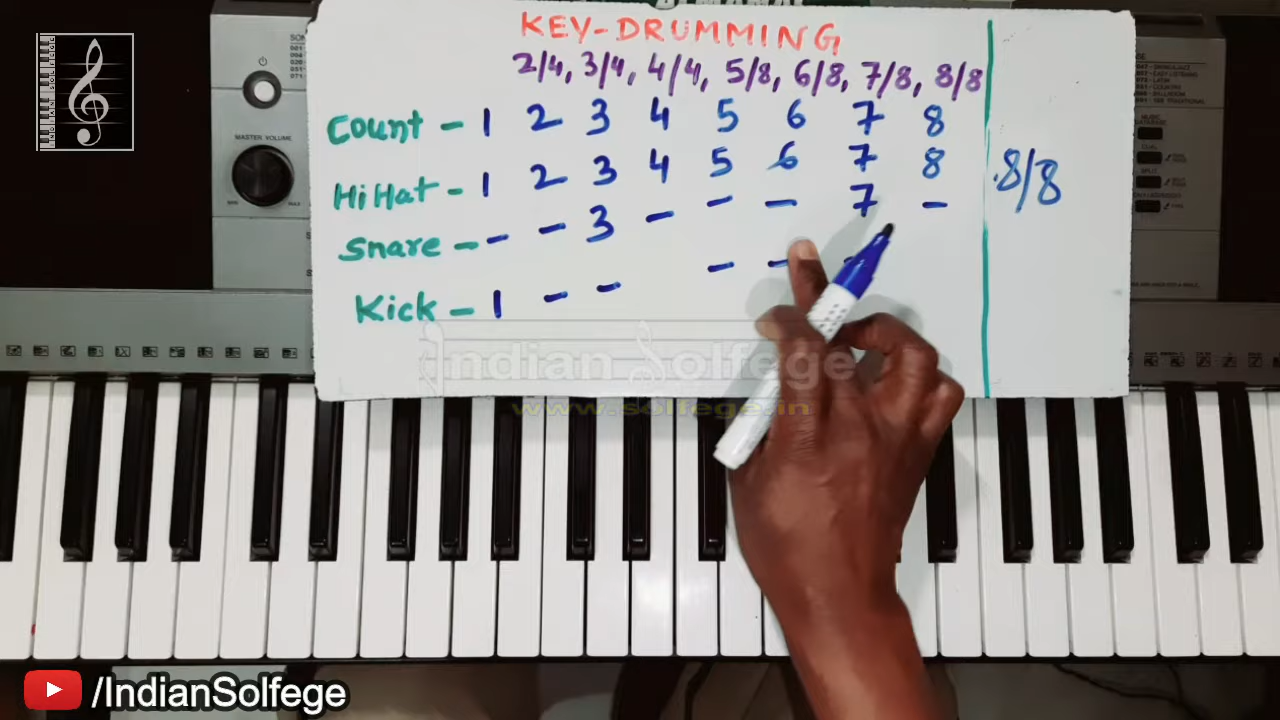 KEY-DRUMMING
2/4, 3/4, 4/4, 5/8, 6/8, 7/8, 8/8
Count - 1 2 3 4 5 6 7 8
HiHat - 1 2 3 4 5 6 7 8
8/8
Snare - - - 3 - - - 7 -
Kick - 1 - - - -
MASTER VOLUME
MIN
MAX
Indian Solfege
www.solfege.in
/IndianSolfege